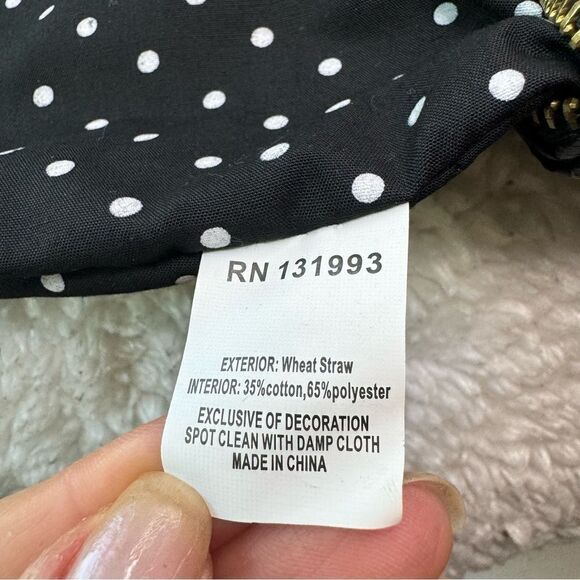 RN 131993
EXTERIOR: Wheat Straw
INTERIOR: 35%cotton,65%polyester
EXCLUSIVE OF DECORATION
SPOT CLEAN WITH DAMP CLOTH
MADE IN CHINA